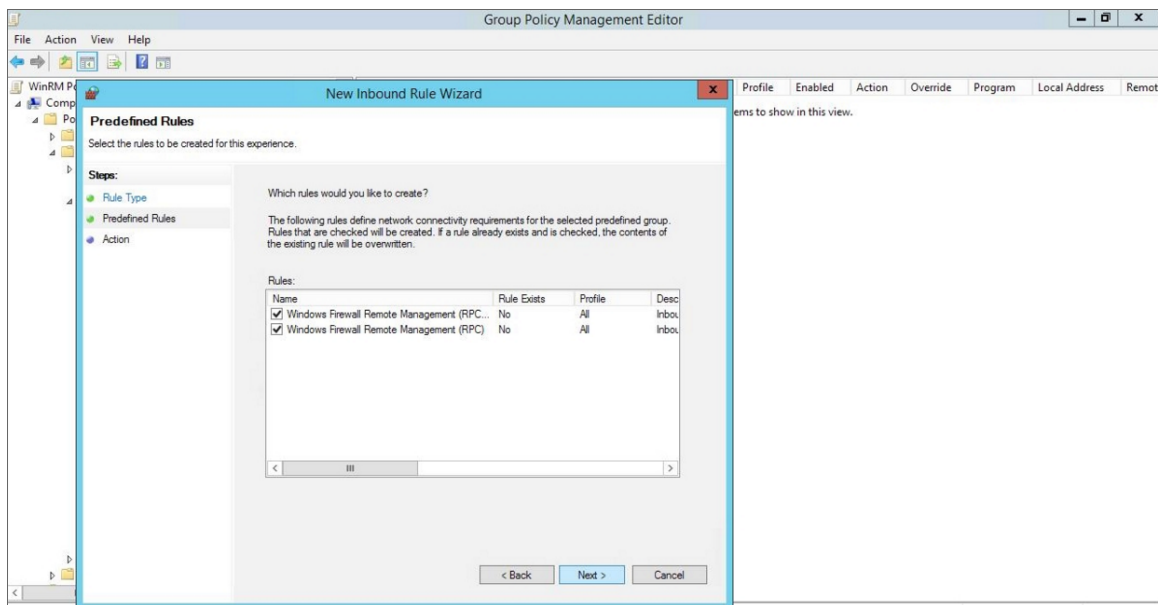 Group Policy Management Editor
File Action View Help
WinRM Po
Comp
Po
New Inbound Rule Wizard
x
Profile Enabled Action Override Program Local Address Remot
ems to show in this view.
Predefined Rules
Select the rules to be created for this experience.
Steps:
Rule Type
Predefined Rules
Action
Which rules would you like to create?
The following rules define network connectivity requirements for the selected predefined group.
Rules that are checked will be created. If a rule already exists and is checked, the contents of
the existing rule will be overwritten.
Rules:
Name Rule Exists Profile Desc
Windows Firewall Remote Management (RPC... No All Inbou
Windows Firewall Remote Management (RPC) No All Inbou
< Back Next > Cancel